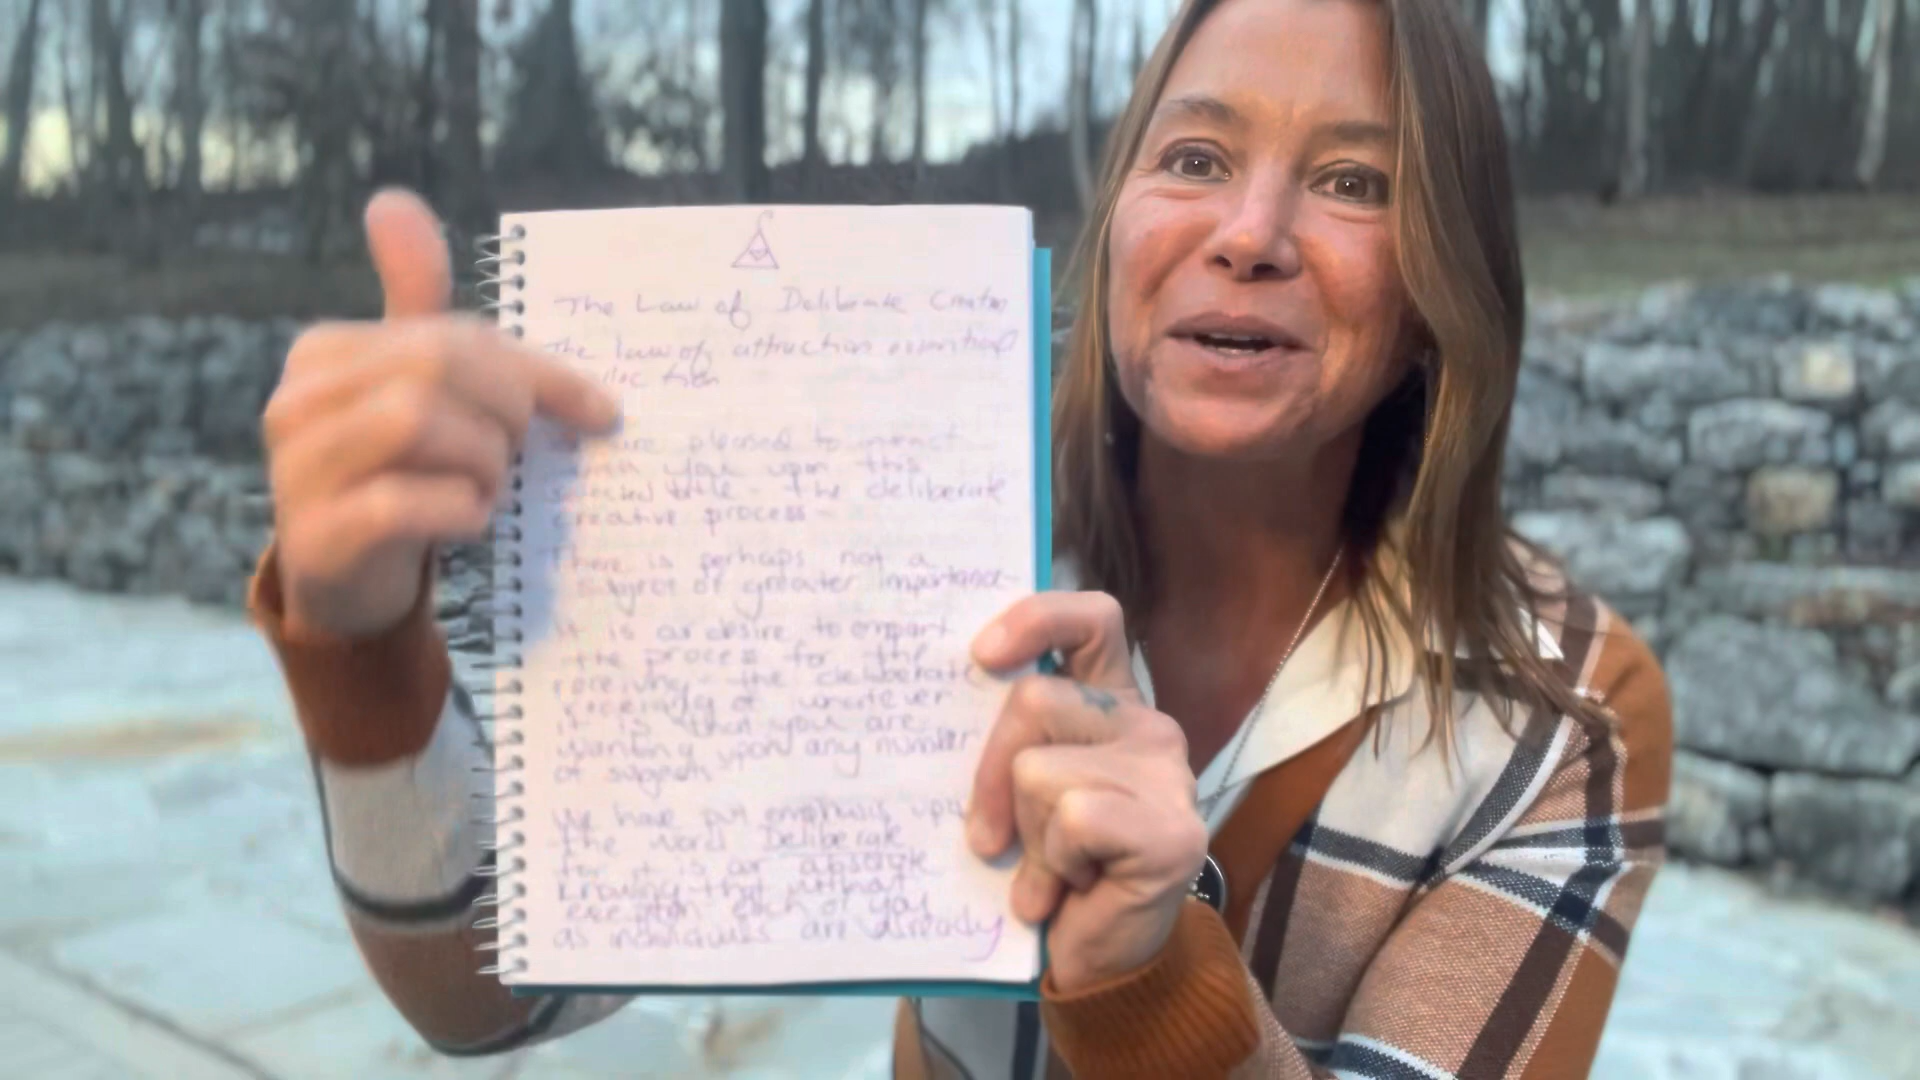 The Law of Deliberate Creation
The law of attraction essential
are pleased to interact
with you upon this
selected title - the deliberate
creative process -
There is perhaps not a
subject of greater importance -
It is our desire to
the process for the
receiving - the deliberate
receiving of whatever
it is that you are
wanting upon any number
of subjects
We have put emphasis upon
the word Deliberate
for it is our absolute
knowing that without
exception each of you
as individuals are already